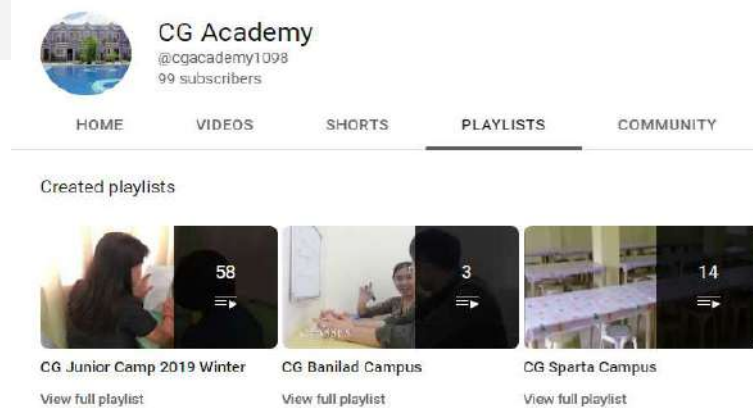 CG Academy
@cgacademy1098
99 subscribers
HOME VIDEOS SHORTS PLAYLISTS COMMUNITY
Created playlists
58 3 14
CG Junior Camp 2019 Winter CG Banilad Campus CG Sparta Campus
View full playlist View full playlist View full playlist